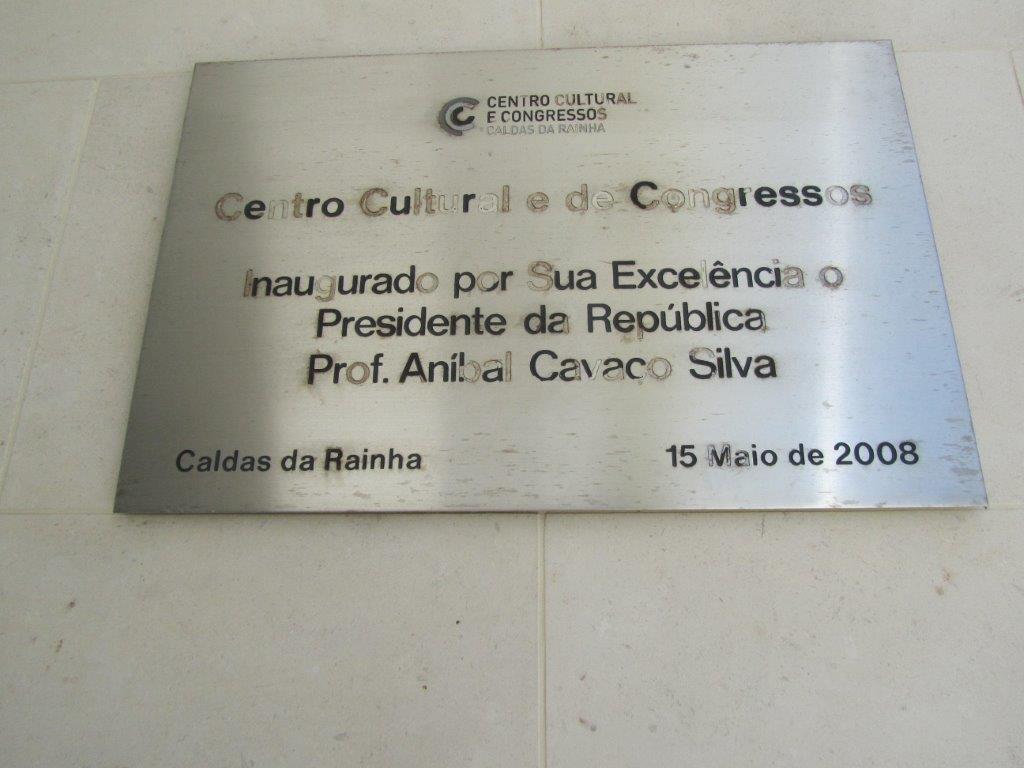 CENTRO CULTURAL
E CONGRESSOS
CALDAS DA RAINHA
Centro Cultural e de Congressos
Inaugurado por Sua Excelência o
Presidente da República
Prof. Aníbal Cavaco Silva
Caldas da Rainha
15 Maio de 2008